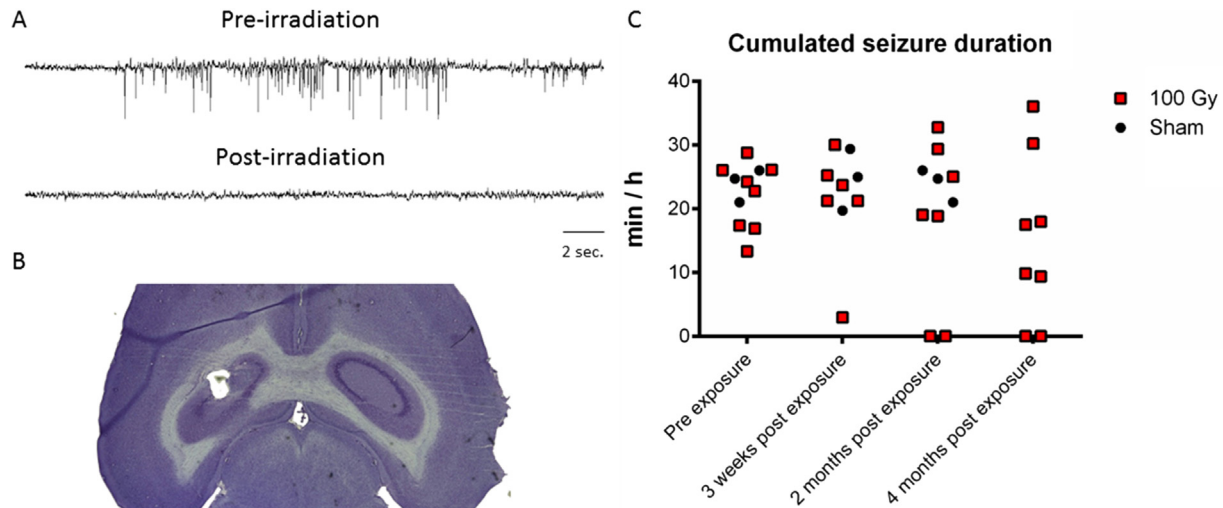 A
Pre-irradiation
Post-irradiation
2 sec.
B
C
Cumulated seizure duration
min / h
40
30
20
10
0
Pre exposure
3 weeks post exposure
2 months post exposure
4 months post exposure
100 Gy
Sham